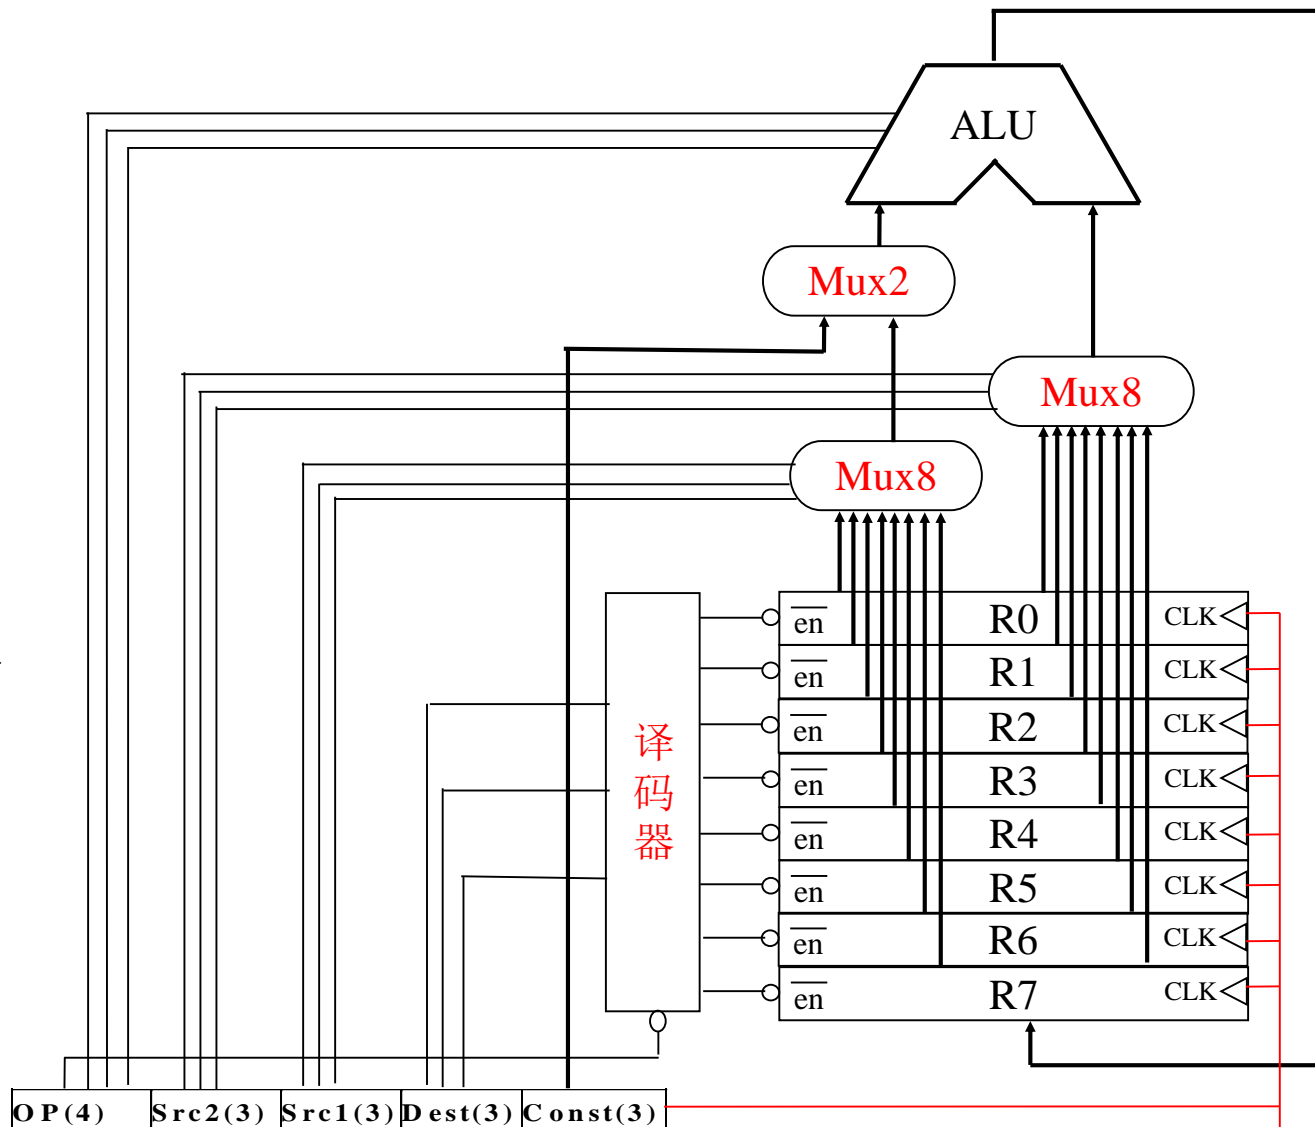 ALU
Mux2
Mux8
Mux8
译
码
器
en R0 CLK
en R1 CLK
en R2 CLK
en R3 CLK
en R4 CLK
en R5 CLK
en R6 CLK
en R7 CLK
OP(4) Src2(3) Src1(3) Dest(3) Const(3)